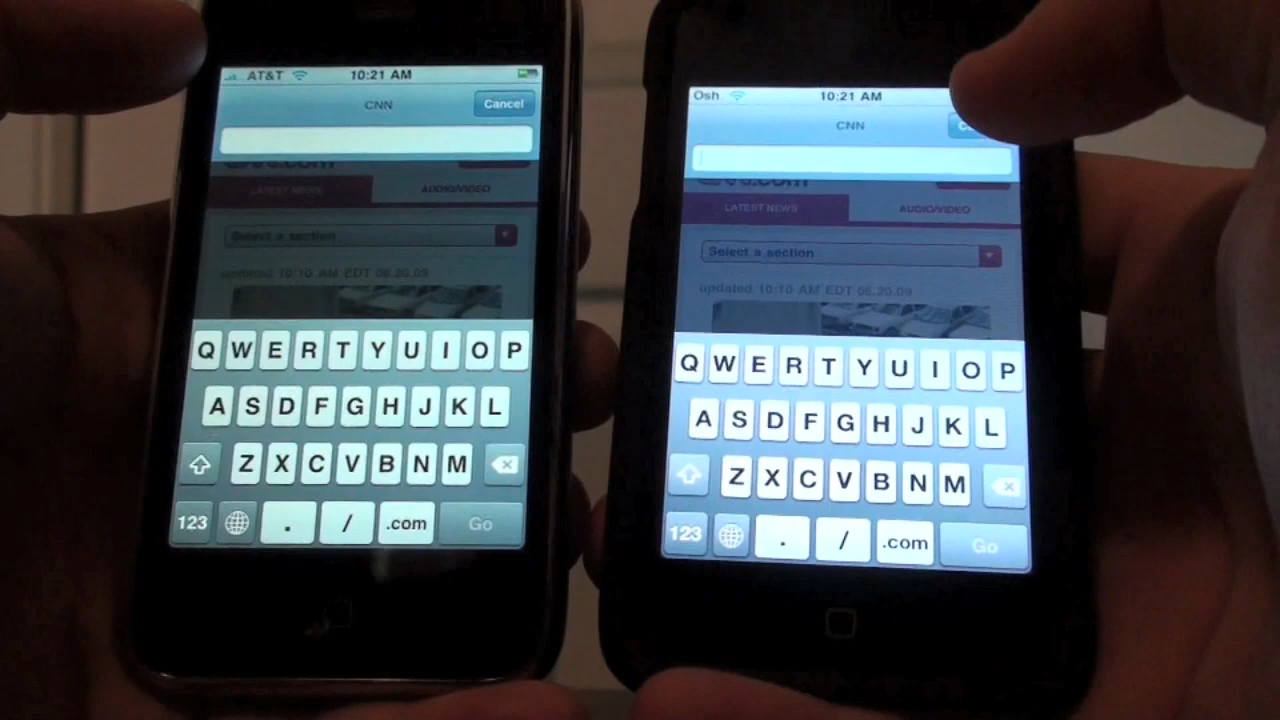 AT&T 10:21 AM
CNN Cancel
LATEST NEWS AUDIO/VIDEO
Select a section
updated 10:10 AM EDT 06.20.09
Q W E R T Y U I O P
A S D F G H J K L
Z X C V B N M
123 . / .com Go
Osh 10:21 AM
CNN
LATEST NEWS AUDIO/VIDEO
Select a section
updated 10:10 AM EDT 06.20.09
Q W E R T Y U I O P
A S D F G H J K L
Z X C V B N M
123 . / .com Go